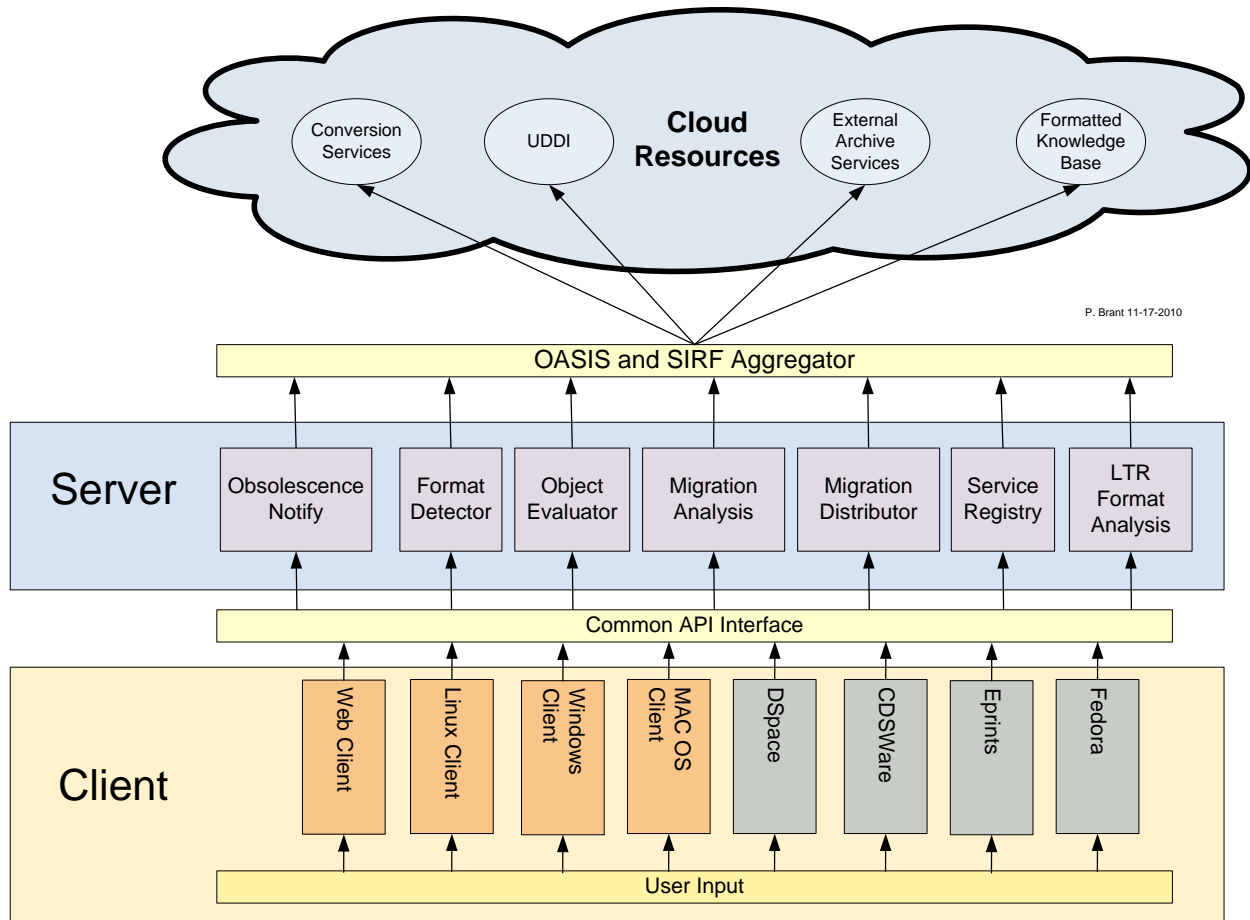 Conversion
Services
UDDI
Cloud
Resources
External
Archive
Services
Formatted
Knowledge
Base
P. Brant 11-17-2010
OASIS and SIRF Aggregator
Server
Obsolescence
Notify
Format
Detector
Object
Evaluator
Migration
Analysis
Migration
Distributor
Service
Registry
LTR
Format
Analysis
Common API Interface
Client
Web Client
Linux Client
Windows
Client
MAC OS
Client
DSpace
CDSWare
Eprints
Fedora
User Input